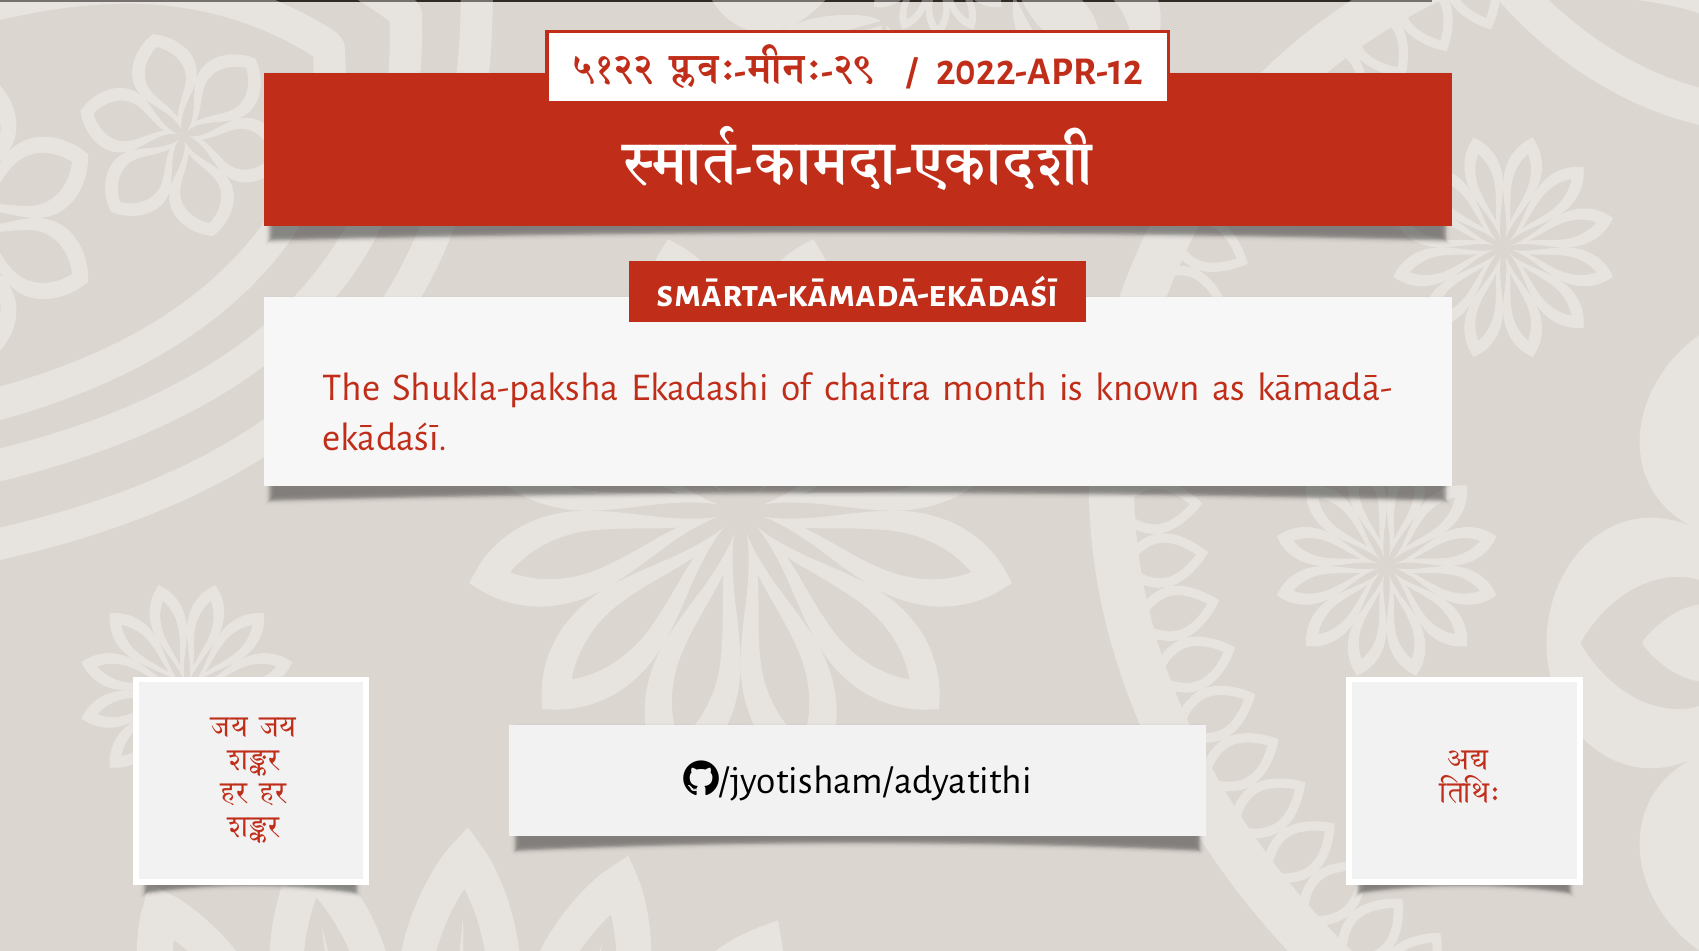 ५१२२ प्लवः-मीनः-२९ / 2022-APR-12
स्मार्त-कामदा-एकादशी
SMĀRTA-KĀMADĀ-EKĀDAŚĪ
The Shukla-paksha Ekadashi of chaitra month is known as kāmadā-
ekādaśī.
जय जय
शङ्कर
हर हर
शङ्कर
/jyotisham/adyatithi
अद्य
तिथिः